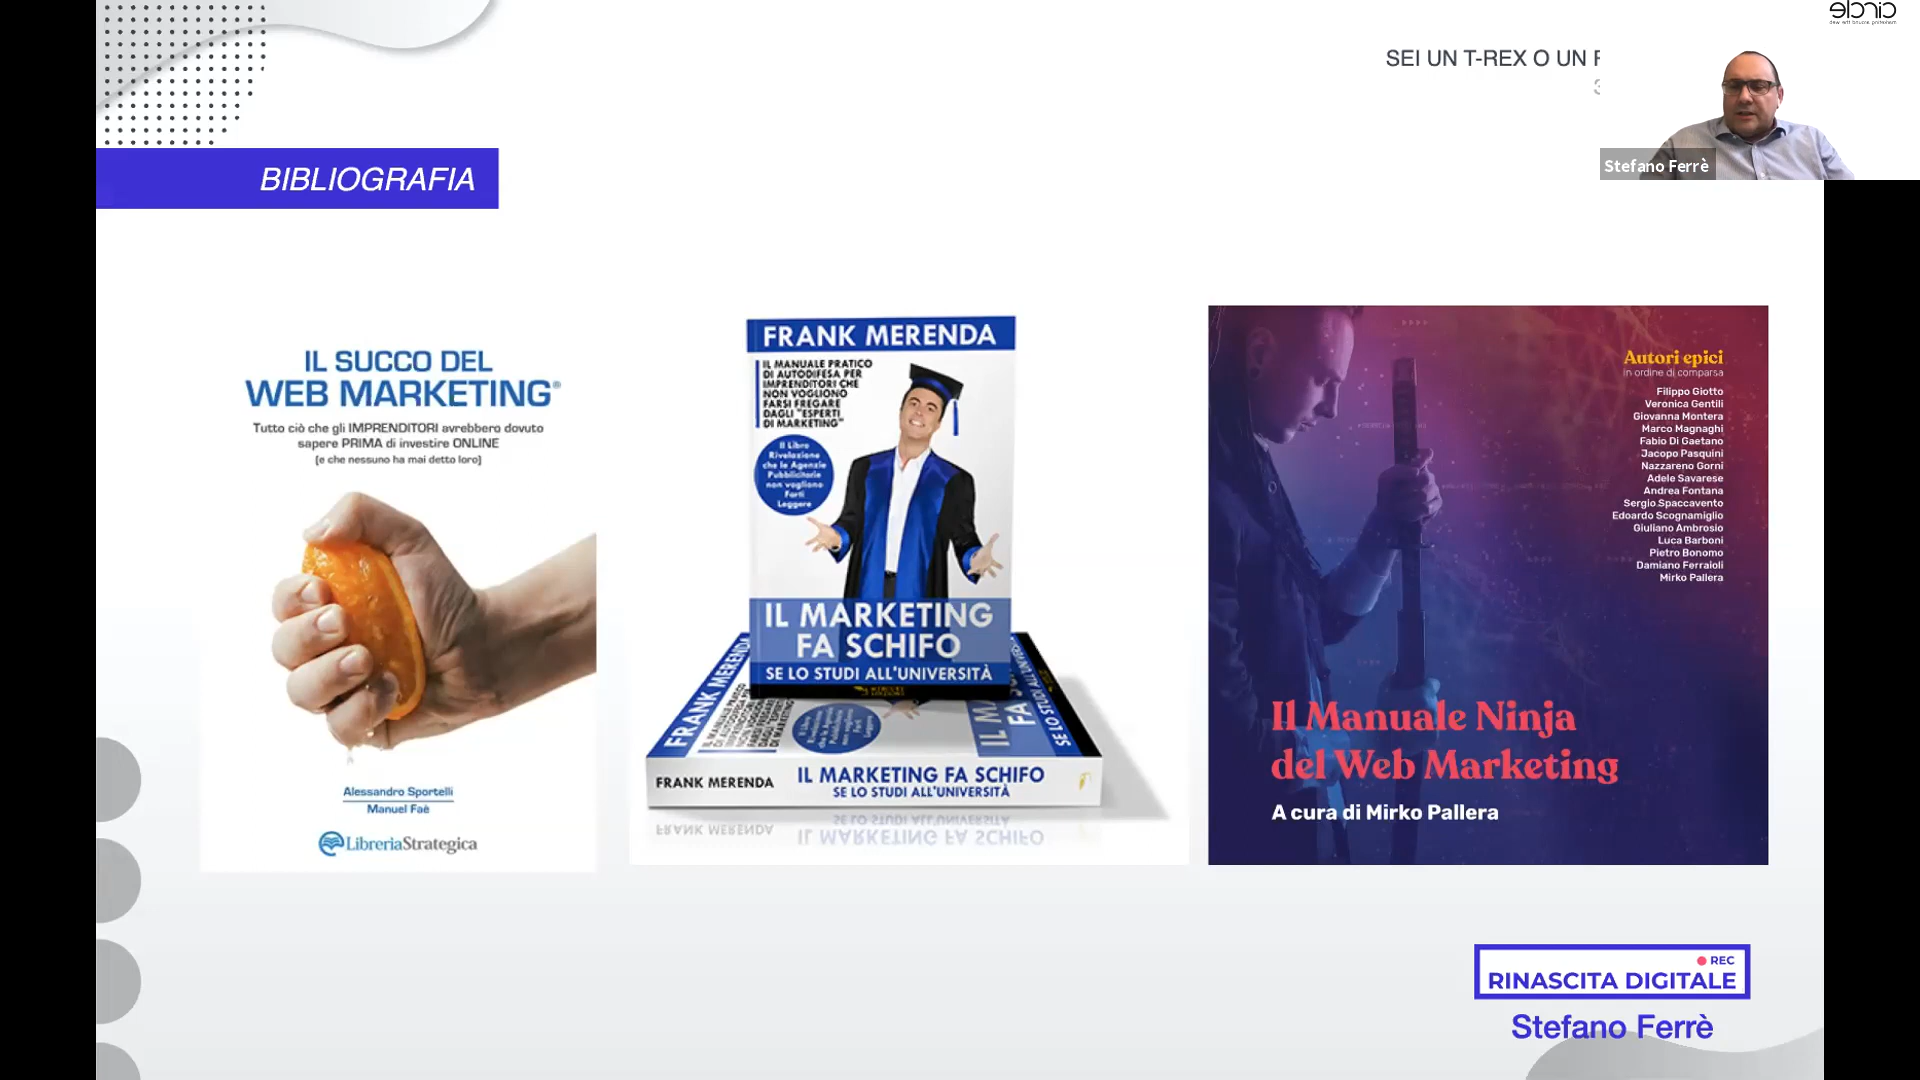 SEI UN T-REX O UN
Stefano Ferrè
BIBLIOGRAFIA
IL SUCCO DEL
WEB MARKETING®
Tutto ciò che gli IMPRENDITORI avrebbero dovuto
sapere PRIMA di investire ONLINE
(e che nessuno ha mai detto loro)
Alessandro Sportelli
Manuel Faè
LibreriaStrategica
FRANK MERENDA
IL MANUALE PRATICO
DI AUTODIFESA PER
IMPRENDITORI CHE
NON VOGLIONO
FARSI FREGARE
DAGLI "ESPERTI
DI MARKETING"
Il Libro
Rivelazione
che le Agenzie
Pubblicitarie
non vogliono
Farti
Leggere
IL MARKETING
FA SCHIFO
SE LO STUDI ALL'UNIVERSITÀ
FRANK MERENDA
FRANK MERENDA IL MARKETING FA SCHIFO
SE LO STUDI ALL'UNIVERSITÀ
Autori epici
In ordine di comparsa
Filippo Giotto
Veronica Gentili
Giovanna Montera
Marco Magnaghi
Fabio Di Gaetano
Jacopo Pasquini
Nazzareno Gorni
Adele Savarese
Andrea Fontana
Sergio Spaccavento
Edoardo Scognamiglio
Giuliano Ambrosio
Luca Barboni
Pietro Bonomo
Damiano Ferraioli
Mirko Pallera
Il Manuale Ninja
del Web Marketing
A cura di Mirko Pallera
REC
RINASCITA DIGITALE
Stefano Ferrè